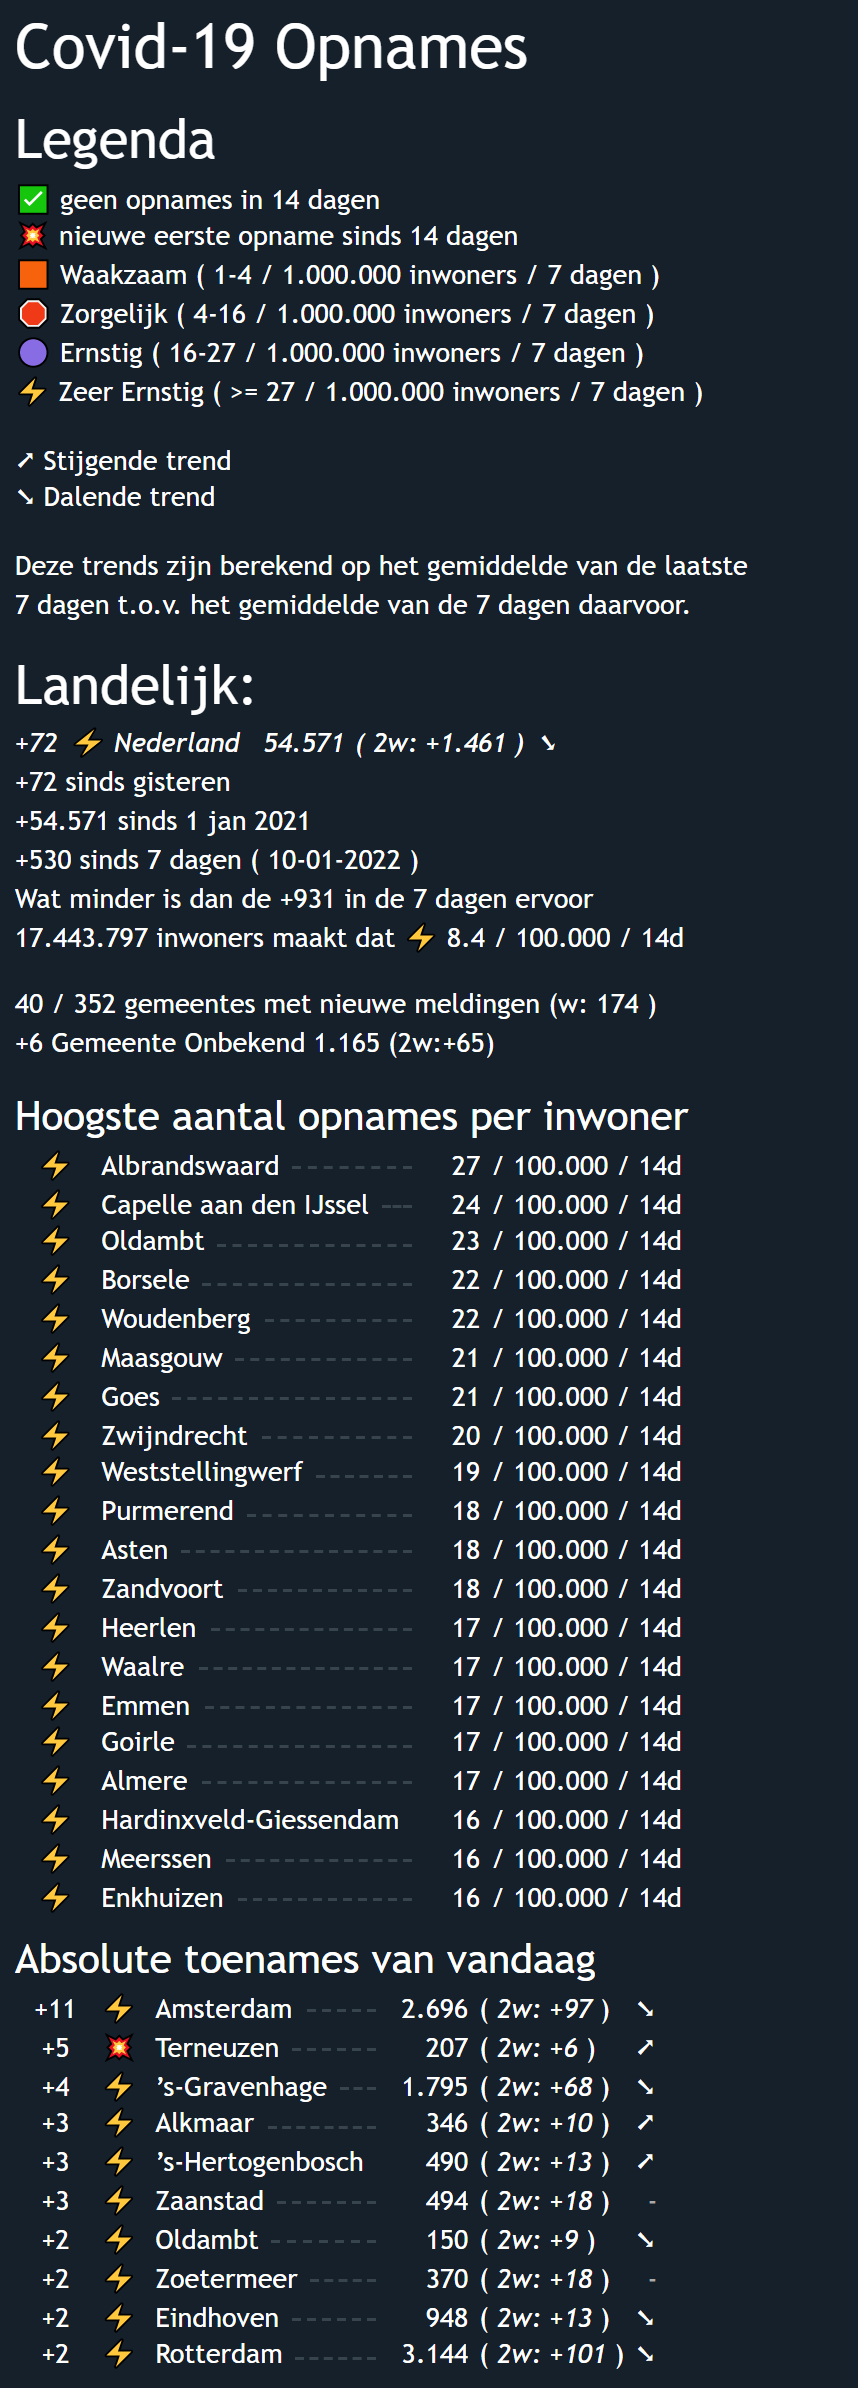 Covid-19 Opnames
Legenda
✅ geen opnames in 14 dagen
💥 nieuwe eerste opname sinds 14 dagen
🟧 Waakzaam ( 1-4 / 1.000.000 inwoners / 7 dagen )
🛑 Zorgelijk ( 4-16 / 1.000.000 inwoners / 7 dagen )
🟣 Ernstig ( 16-27 / 1.000.000 inwoners / 7 dagen )
⚡ Zeer Ernstig ( >= 27 / 1.000.000 inwoners / 7 dagen )
➚ Stijgende trend
➘ Dalende trend
Deze trends zijn berekend op het gemiddelde van de laatste
7 dagen t.o.v. het gemiddelde van de 7 dagen daarvoor.
Landelijk:
+72 ⚡ Nederland 54.571 ( 2w: +1.461 ) ➘
+72 sinds gisteren
+54.571 sinds 1 jan 2021
+530 sinds 7 dagen ( 10-01-2022 )
Wat minder is dan de +931 in de 7 dagen ervoor
17.443.797 inwoners maakt dat ⚡ 8.4 / 100.000 / 14d
40 / 352 gemeentes met nieuwe meldingen (w: 174 )
+6 Gemeente Onbekend 1.165 (2w:+65)
Hoogste aantal opnames per inwoner
⚡ Albrandswaard -------- 27 / 100.000 / 14d
⚡ Capelle aan den IJssel --- 24 / 100.000 / 14d
⚡ Oldambt ------------- 23 / 100.000 / 14d
⚡ Borsele -------------- 22 / 100.000 / 14d
⚡ Woudenberg ---------- 22 / 100.000 / 14d
⚡ Maasgouw ------------ 21 / 100.000 / 14d
⚡ Goes ---------------- 21 / 100.000 / 14d
⚡ Zwijndrecht ---------- 20 / 100.000 / 14d
⚡ Weststellingwerf ------ 19 / 100.000 / 14d
⚡ Purmerend ----------- 18 / 100.000 / 14d
⚡ Asten --------------- 18 / 100.000 / 14d
⚡ Zandvoort ------------ 18 / 100.000 / 14d
⚡ Heerlen ------------- 17 / 100.000 / 14d
⚡ Waalre -------------- 17 / 100.000 / 14d
⚡ Emmen -------------- 17 / 100.000 / 14d
⚡ Goirle --------------- 17 / 100.000 / 14d
⚡ Almere -------------- 17 / 100.000 / 14d
⚡ Hardinxveld-Giessendam 16 / 100.000 / 14d
⚡ Meerssen ------------ 16 / 100.000 / 14d
⚡ Enkhuizen ------------ 16 / 100.000 / 14d
Absolute toenames van vandaag
+11 ⚡ Amsterdam ----- 2.696 ( 2w: +97 ) ➘
+5 💥 Terneuzen ------ 207 ( 2w: +6 ) ➚
+4 ⚡ ’s-Gravenhage --- 1.795 ( 2w: +68 ) ➘
+3 ⚡ Alkmaar ------- 346 ( 2w: +10 ) ➚
+3 ⚡ ’s-Hertogenbosch 490 ( 2w: +13 ) ➚
+3 ⚡ Zaanstad ------- 494 ( 2w: +18 ) -
+2 ⚡ Oldambt ------- 150 ( 2w: +9 ) ➘
+2 ⚡ Zoetermeer ----- 370 ( 2w: +18 ) -
+2 ⚡ Eindhoven ------ 948 ( 2w: +13 ) ➘
+2 ⚡ Rotterdam ------ 3.144 ( 2w: +101 ) ➘